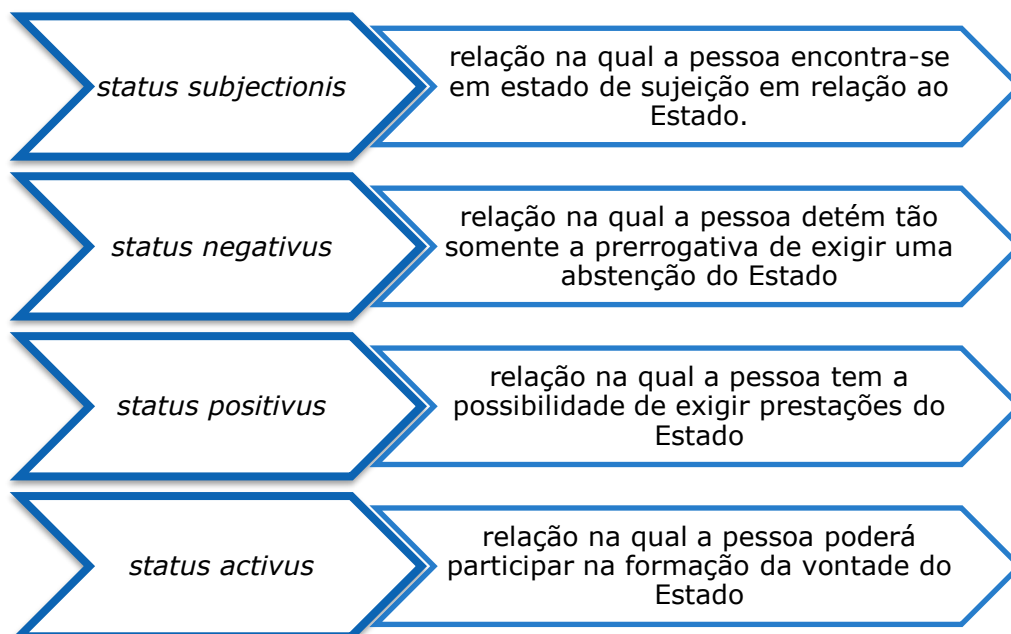 status subjectionis
relação na qual a pessoa encontra-se
em estado de sujeição em relação ao
Estado.
status negativus
relação na qual a pessoa detém tão
somente a prerrogativa de exigir uma
abstenção do Estado
status positivus
relação na qual a pessoa tem a
possibilidade de exigir prestações do
Estado
status activus
relação na qual a pessoa poderá
participar na formação da vontade do
Estado